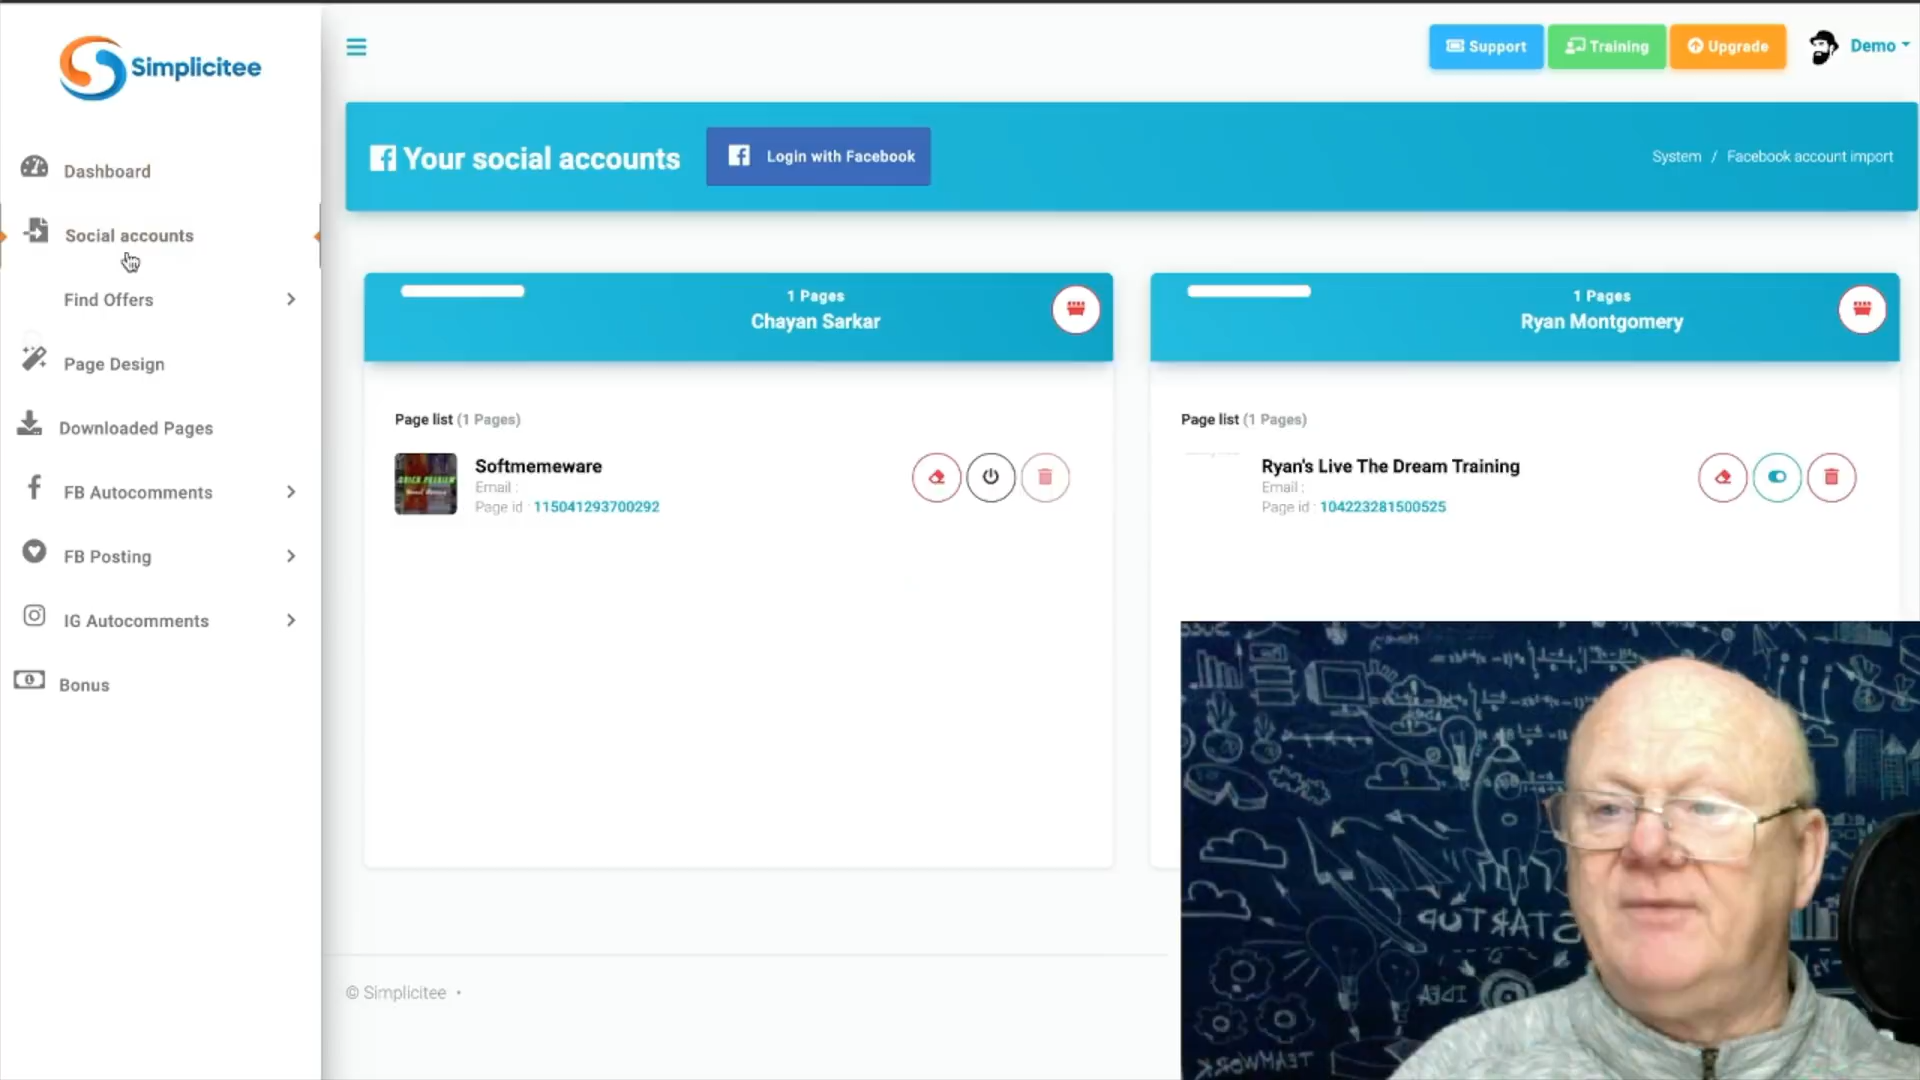 Simplicitee
Support
Training
Upgrade
Demo
Your social accounts
Login with Facebook
System / Facebook account import
Dashboard
Social accounts
Find Offers
Page Design
Downloaded Pages
FB Autocomments
FB Posting
IG Autocomments
Bonus
1 Pages
Chayan Sarkar
Page list (1 Pages)
Softmemeware
Email :
Page id : 115041293700292
1 Pages
Ryan Montgomery
Page list (1 Pages)
Ryan's Live The Dream Training
Email :
Page id : 104223281500525
START
IDEA
TEAMWORK
© Simplicitee •